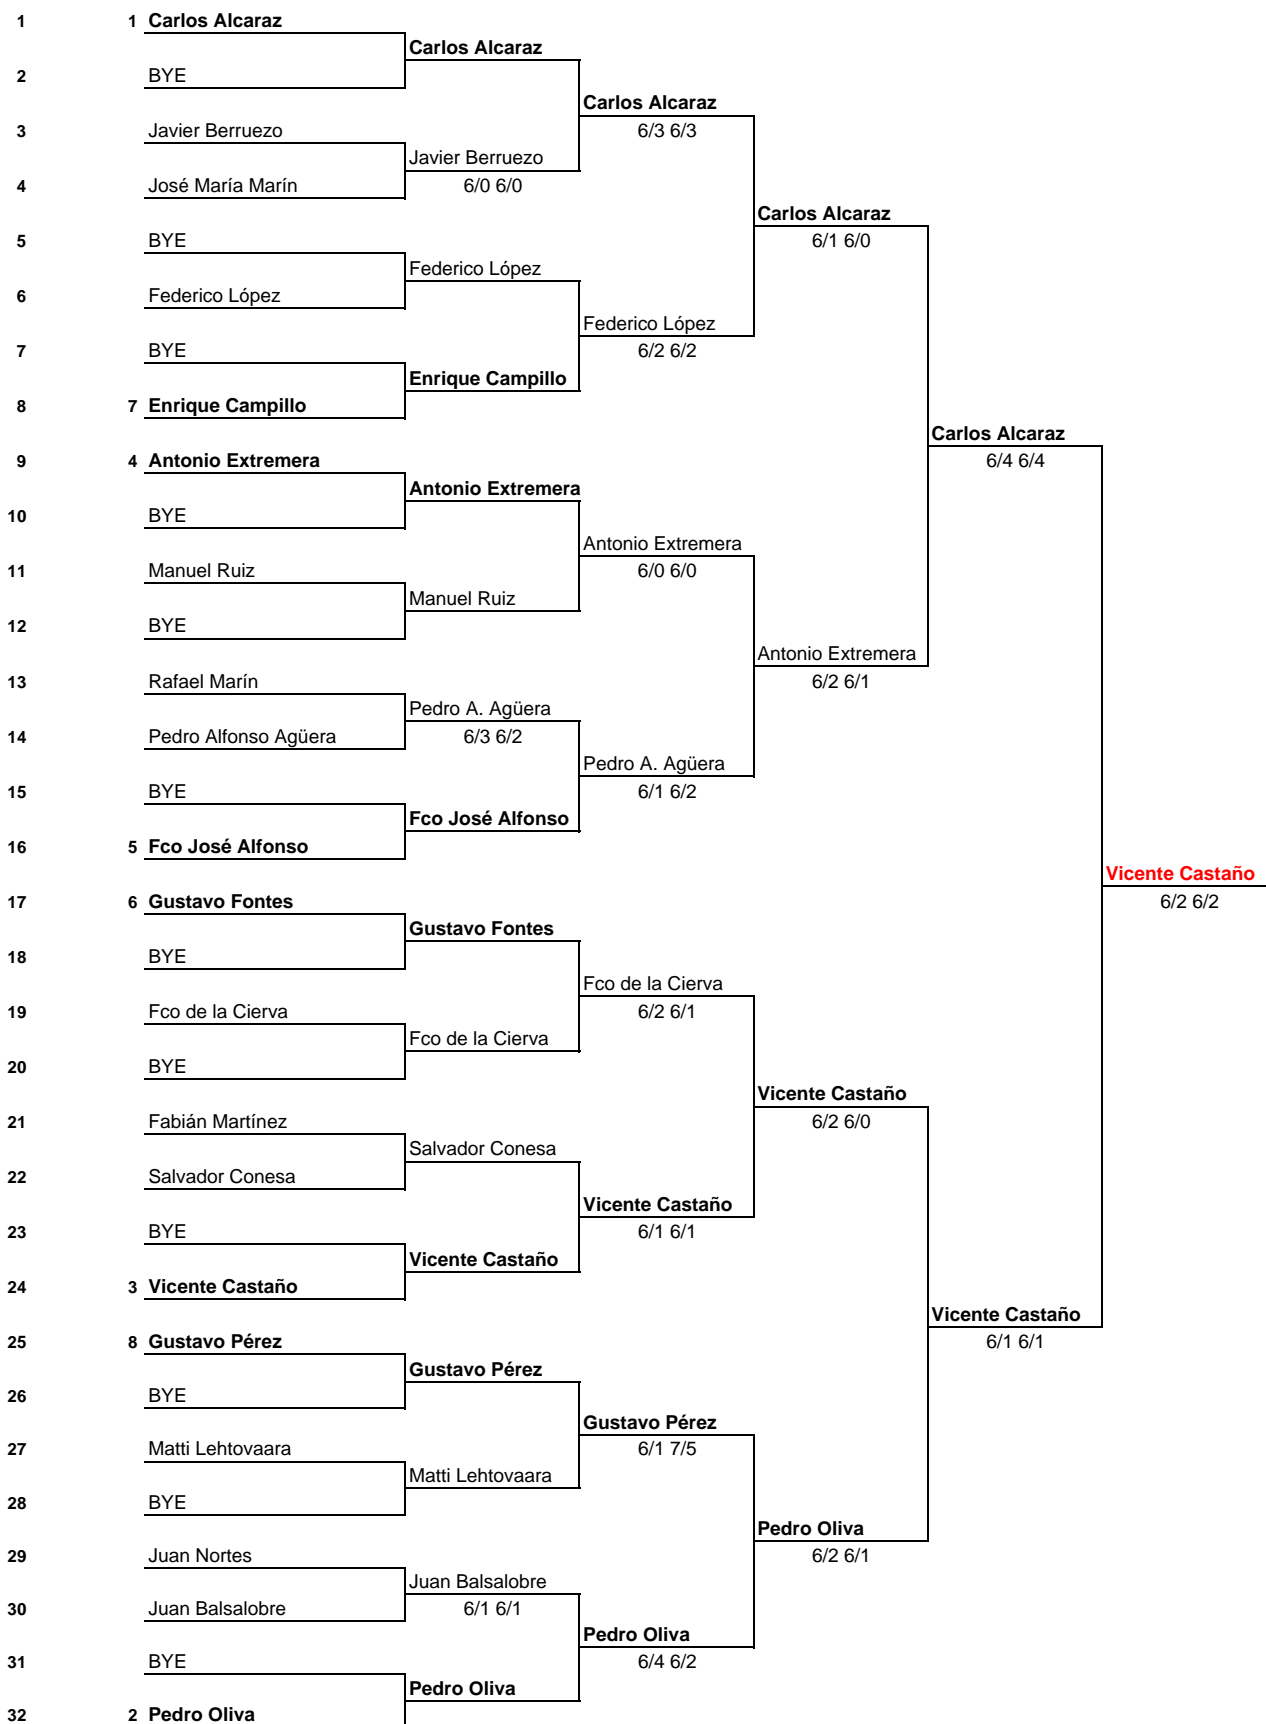 1 1 Carlos Alcaraz
Carlos Alcaraz
2 BYE
Carlos Alcaraz
3 Javier Berruezo 6/3 6/3
Javier Berruezo
4 José María Marín 6/0 6/0
Carlos Alcaraz
5 BYE 6/1 6/0
Federico López
6 Federico López
Federico López
7 BYE 6/2 6/2
Enrique Campillo
8 7 Enrique Campillo
Carlos Alcaraz
9 4 Antonio Extremera 6/4 6/4
Antonio Extremera
10 BYE
Antonio Extremera
11 Manuel Ruiz 6/0 6/0
Manuel Ruiz
12 BYE
Antonio Extremera
13 Rafael Marín 6/2 6/1
Pedro A. Agüera
14 Pedro Alfonso Agüera 6/3 6/2
Pedro A. Agüera
15 BYE 6/1 6/2
Fco José Alfonso
16 5 Fco José Alfonso
Vicente Castaño
17 6 Gustavo Fontes 6/2 6/2
Gustavo Fontes
18 BYE
Fco de la Cierva
19 Fco de la Cierva 6/2 6/1
Fco de la Cierva
20 BYE
Vicente Castaño
21 Fabián Martínez 6/2 6/0
Salvador Conesa
22 Salvador Conesa
Vicente Castaño
23 BYE 6/1 6/1
Vicente Castaño
24 3 Vicente Castaño
Vicente Castaño
25 8 Gustavo Pérez 6/1 6/1
Gustavo Pérez
26 BYE
Gustavo Pérez
27 Matti Lehtovaara 6/1 7/5
Matti Lehtovaara
28 BYE
Pedro Oliva
29 Juan Nortes 6/2 6/1
Juan Balsalobre
30 Juan Balsalobre 6/1 6/1
Pedro Oliva
31 BYE 6/4 6/2
Pedro Oliva
32 2 Pedro Oliva